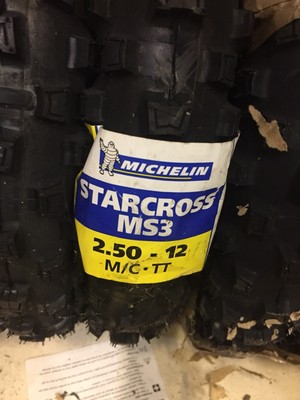 MICHELIN
STARCROSS
MS3
2.50 - 12
M/C · TT